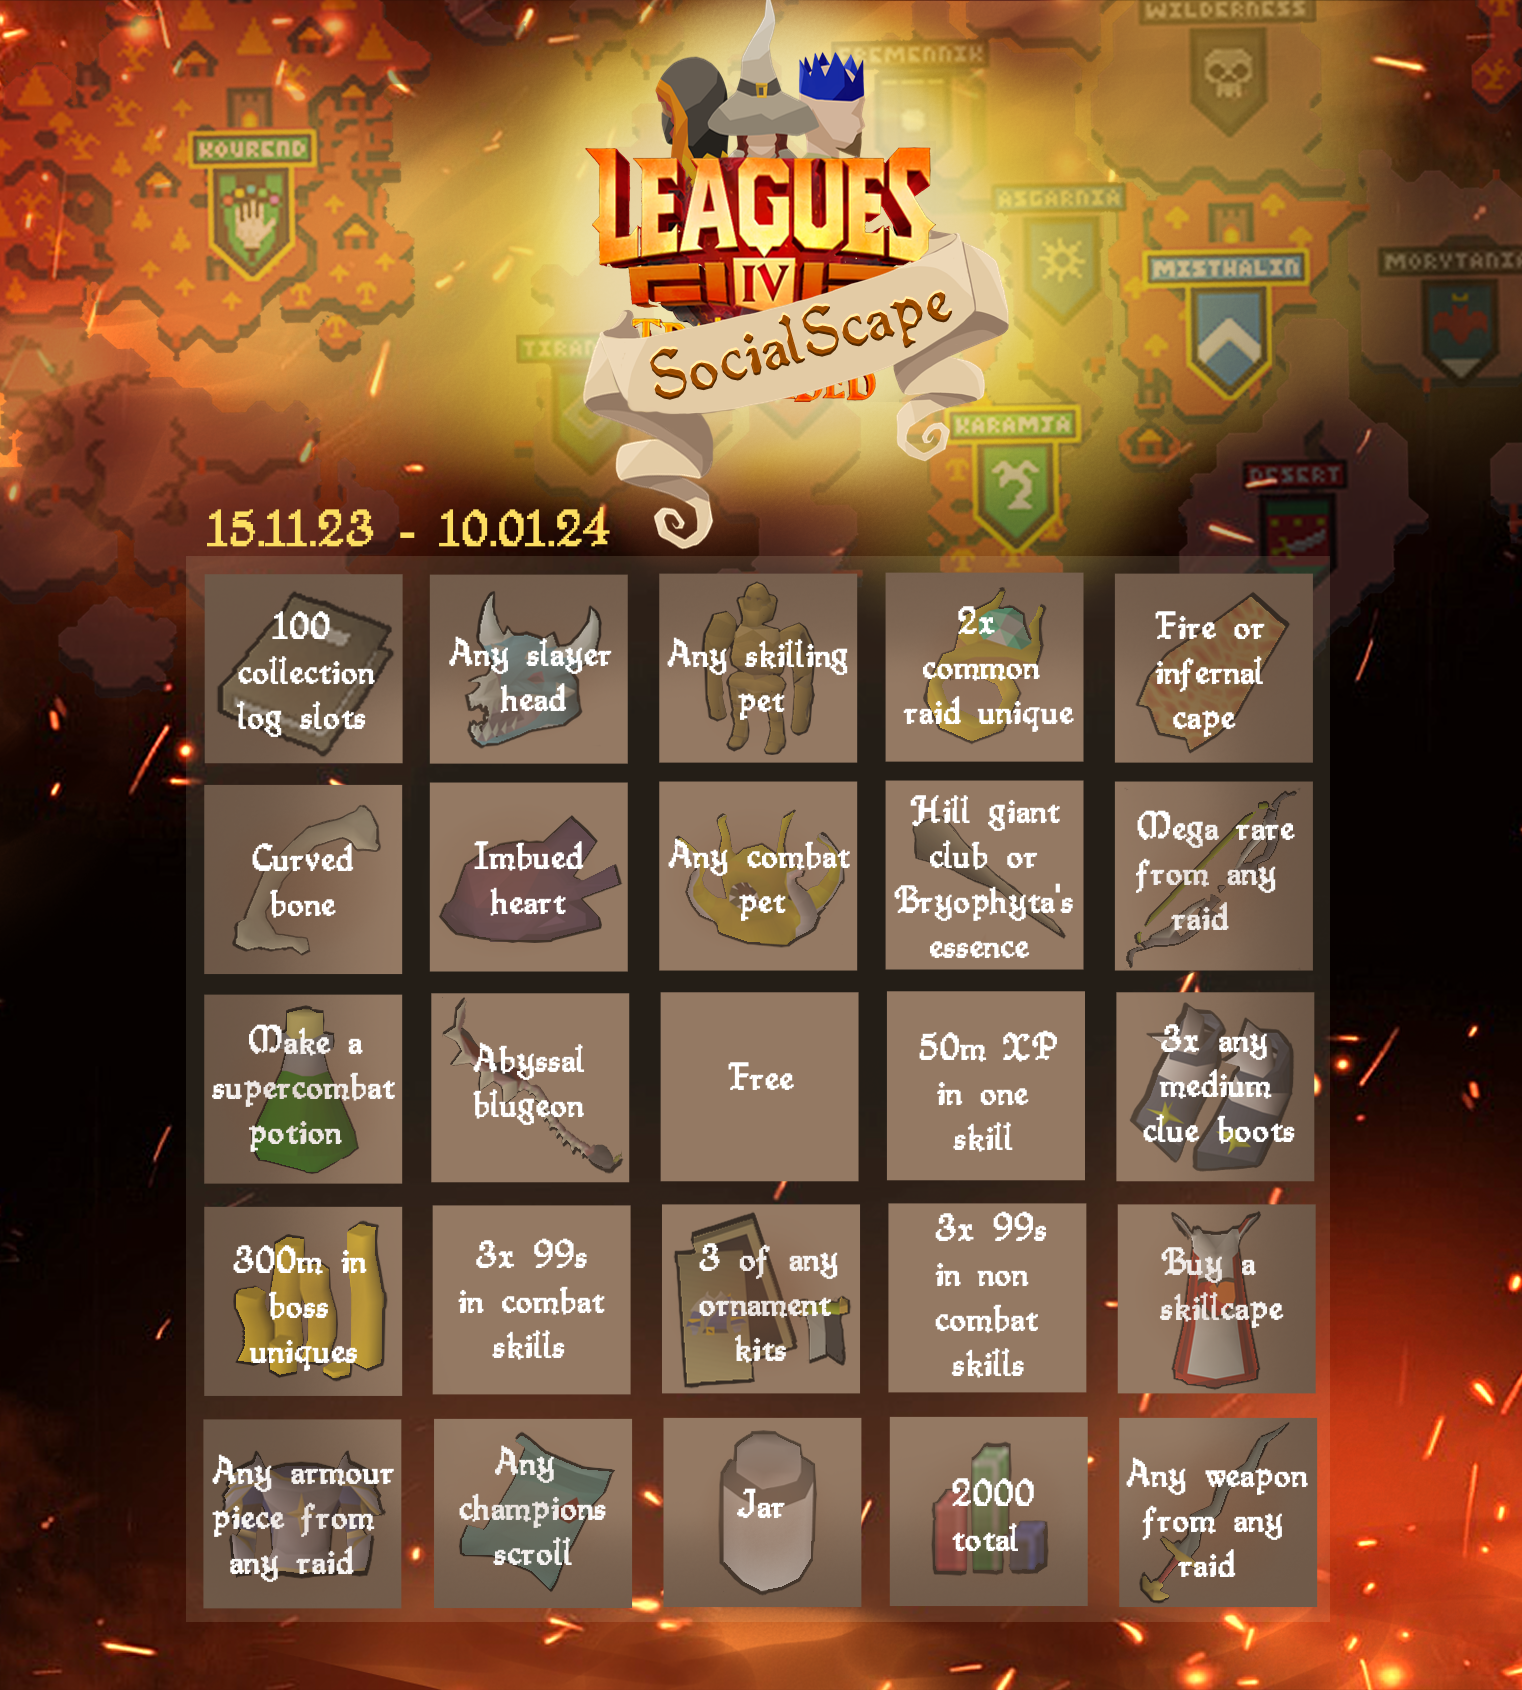 WILDERNESS
FREMENNIK
KOUREND
LEAGUES
IV
ASGARNIA
MISTHALIN
MORYTANIA
SocialScape
KARAMJA
DESERT
15.11.23 - 10.01.24
100
collection
log slots
Any slayer
head
Any skilling
pet
2x
common
raid unique
Fire or
infernal
cape
Curved
bone
Imbued
heart
Any combat
pet
Hill giant
club or
Bryophyta's
essence
Mega rare
from any
raid
Make a
supercombat
potion
Abyssal
blugeon
Free
50m XP
in one
skill
3x any
medium
clue boots
300m in
boss
uniques
3x 99s
in combat
skills
3 of any
ornament
kits
3x 99s
in non
combat
skills
Buy a
skillcape
Any armour
piece from
any raid
Any
champions
scroll
Jar
2000
total
Any weapon
from any
raid